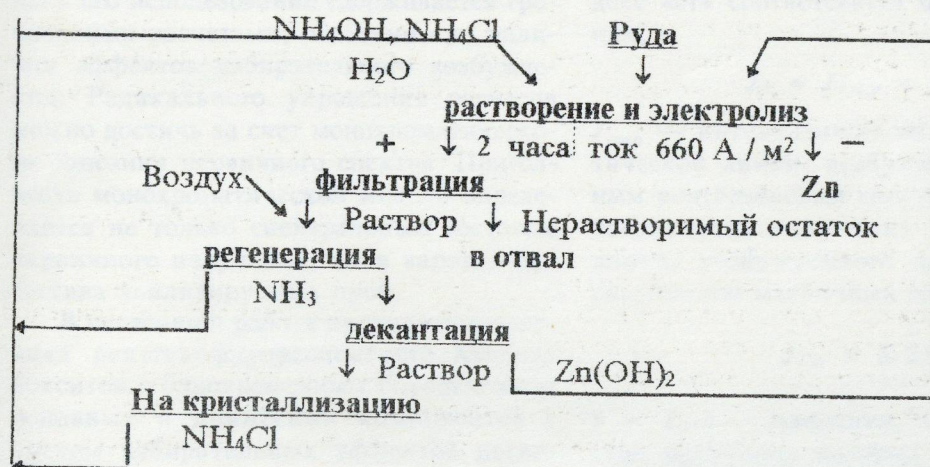 NH₄OH, NH₄Cl Руда
H₂O
растворение и электролиз
+ 2 часа ток 660 А / м² −
Воздух фильтрация Zn
Раствор Нерастворимый остаток
регенерация в отвал
NH₃
декантация
Раствор Zn(OH)₂
На кристаллизацию
NH₄Cl